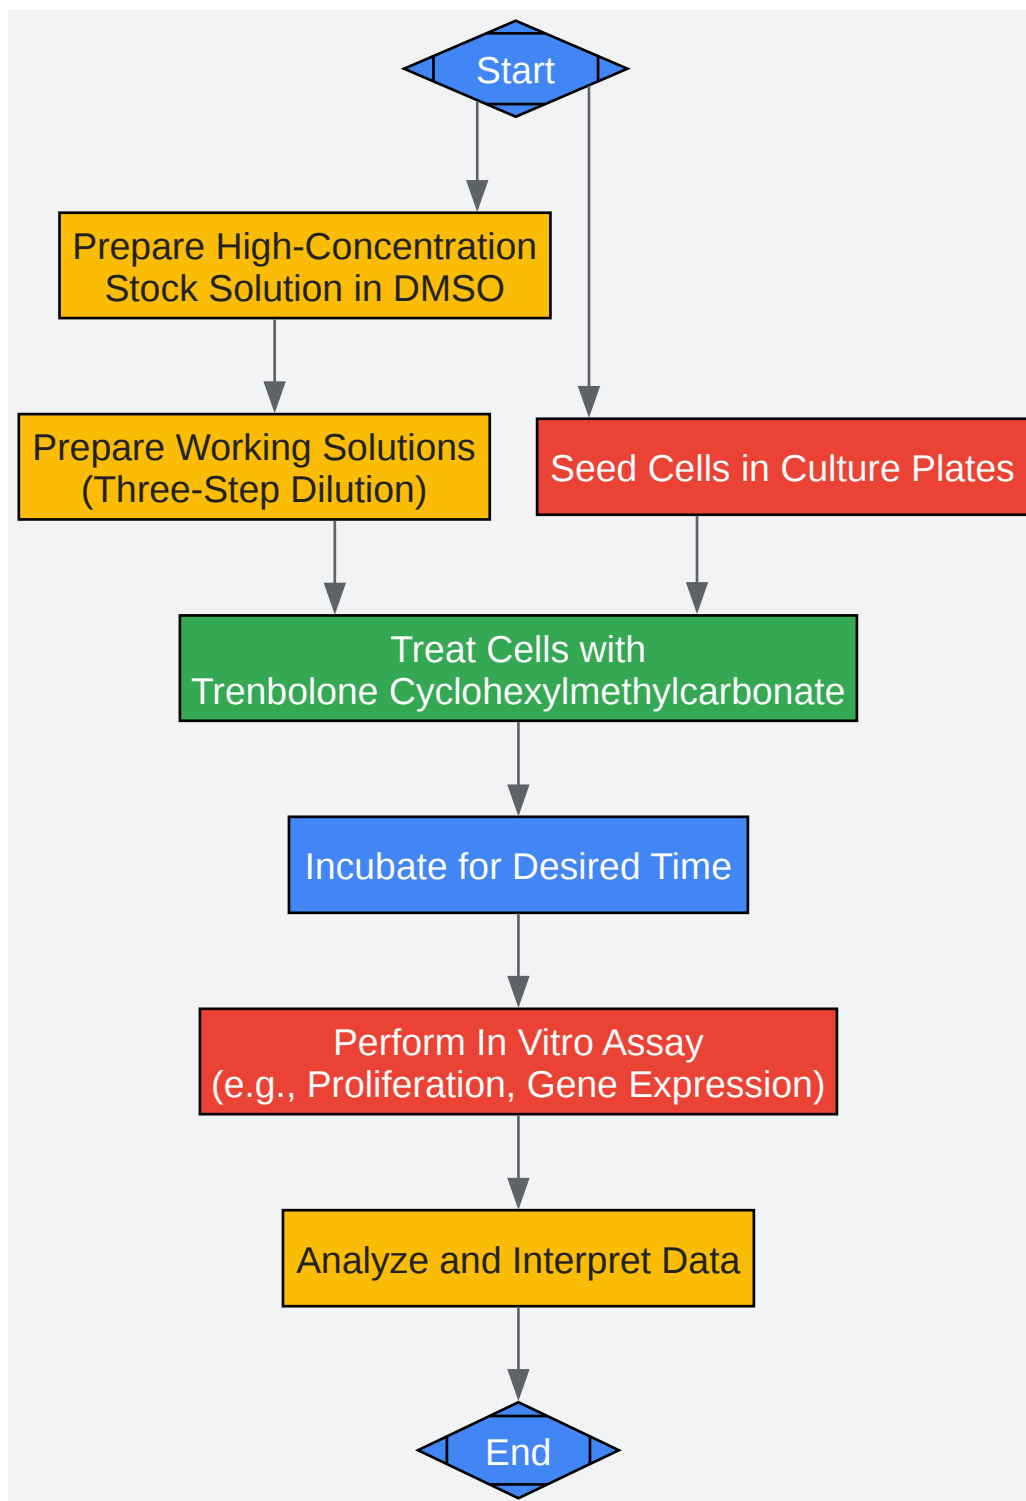 Start
Prepare High-Concentration
Stock Solution in DMSO
Prepare Working Solutions
(Three-Step Dilution)
Seed Cells in Culture Plates
Treat Cells with
Trenbolone Cyclohexylmethylcarbonate
Incubate for Desired Time
Perform In Vitro Assay
(e.g., Proliferation, Gene Expression)
Analyze and Interpret Data
End